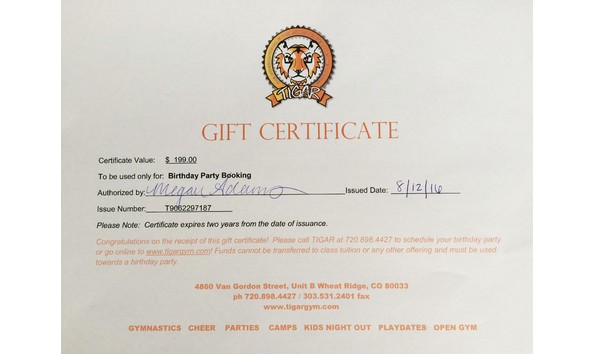 TIGAR
GIFT CERTIFICATE
Certificate Value: $ 199.00
To be used only for: Birthday Party Booking
Authorized by: Megan Adams Issued Date: 8/12/16
Issue Number: T9062297187
Please Note: Certificate expires two years from the date of issuance.
Congratulations on the receipt of this gift certificate! Please call TIGAR at 720.898.4427 to schedule your birthday party
or go online to www.tigargym.com! Funds cannot be transferred to class tuition or any other offering and must be used
towards a birthday party.
4860 Van Gordon Street, Unit B Wheat Ridge, CO 80033
ph 720.898.4427 / 303.531.2401 fax
www.tigargym.com
GYMNASTICS CHEER PARTIES CAMPS KIDS NIGHT OUT PLAYDATES OPEN GYM